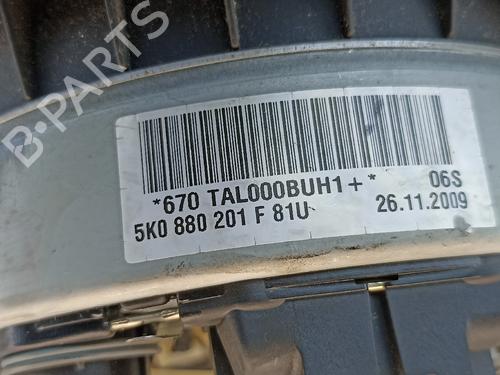 B-PARTS
*670 TAL000BUH1+* 06S
5K0 880 201 F 81U 26.11.2009